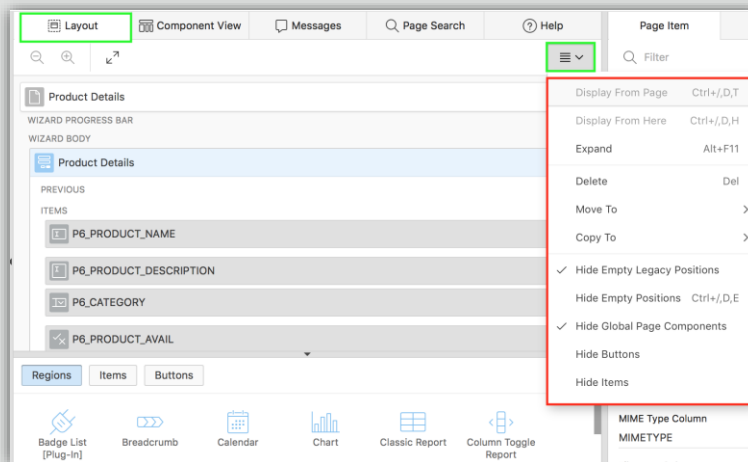 Layout
Component View
Messages
Page Search
Help
Page Item
Filter
Product Details
WIZARD PROGRESS BAR
WIZARD BODY
Product Details
PREVIOUS
ITEMS
P6_PRODUCT_NAME
P6_PRODUCT_DESCRIPTION
P6_CATEGORY
P6_PRODUCT_AVAIL
Display From Page Ctrl+/,D,T
Display From Here Ctrl+/,D,H
Expand Alt+F11
Delete Del
Move To
Copy To
Hide Empty Legacy Positions
Hide Empty Positions Ctrl+/,D,E
Hide Global Page Components
Hide Buttons
Hide Items
Regions
Items
Buttons
Badge List
[Plug-In]
Breadcrumb
Calendar
Chart
Classic Report
Column Toggle
Report
MIME Type Column
MIMETYPE